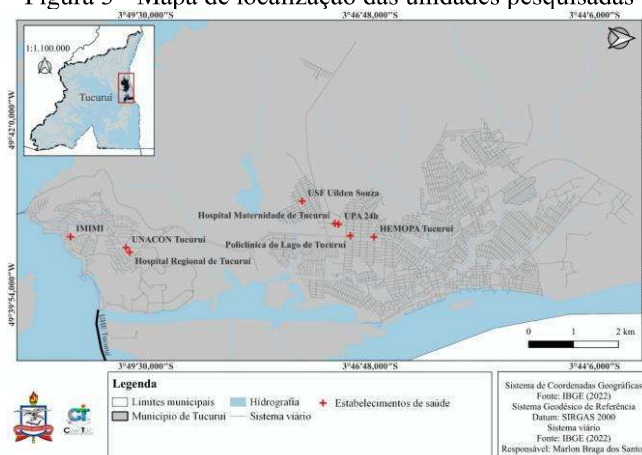 Figura 5 – Mapa de localização das unidades pesquisadas
3°49'30,000"S
3°46'48,000"S
3°44'6,000"S
1:1.100.000
Tucuruí
49°42'0,000"W
49°39'54,000"W
USF Uilden Souza
Hospital Maternidade de Tucuruí
UPA 24h
HEMOPA Tucuruí
Policlínica do Lago de Tucuruí
IMIMI
UNACON Tucuruí
Hospital Regional de Tucuruí
UHE Tucuruí
0 1 2 km
3°49'30,000"S
3°46'48,000"S
3°44'6,000"S
Legenda
Limites municipais
Hidrografia
Estabelecimentos de saúde
Município de Tucuruí
Sistema viário
Sistema de Coordenadas Geográficas
Fonte: IBGE (2022)
Sistema Geodésico de Referência
Datum: SIRGAS 2000
Sistema viário
Fonte: IBGE (2022)
Responsável: Marlon Braga dos Santo